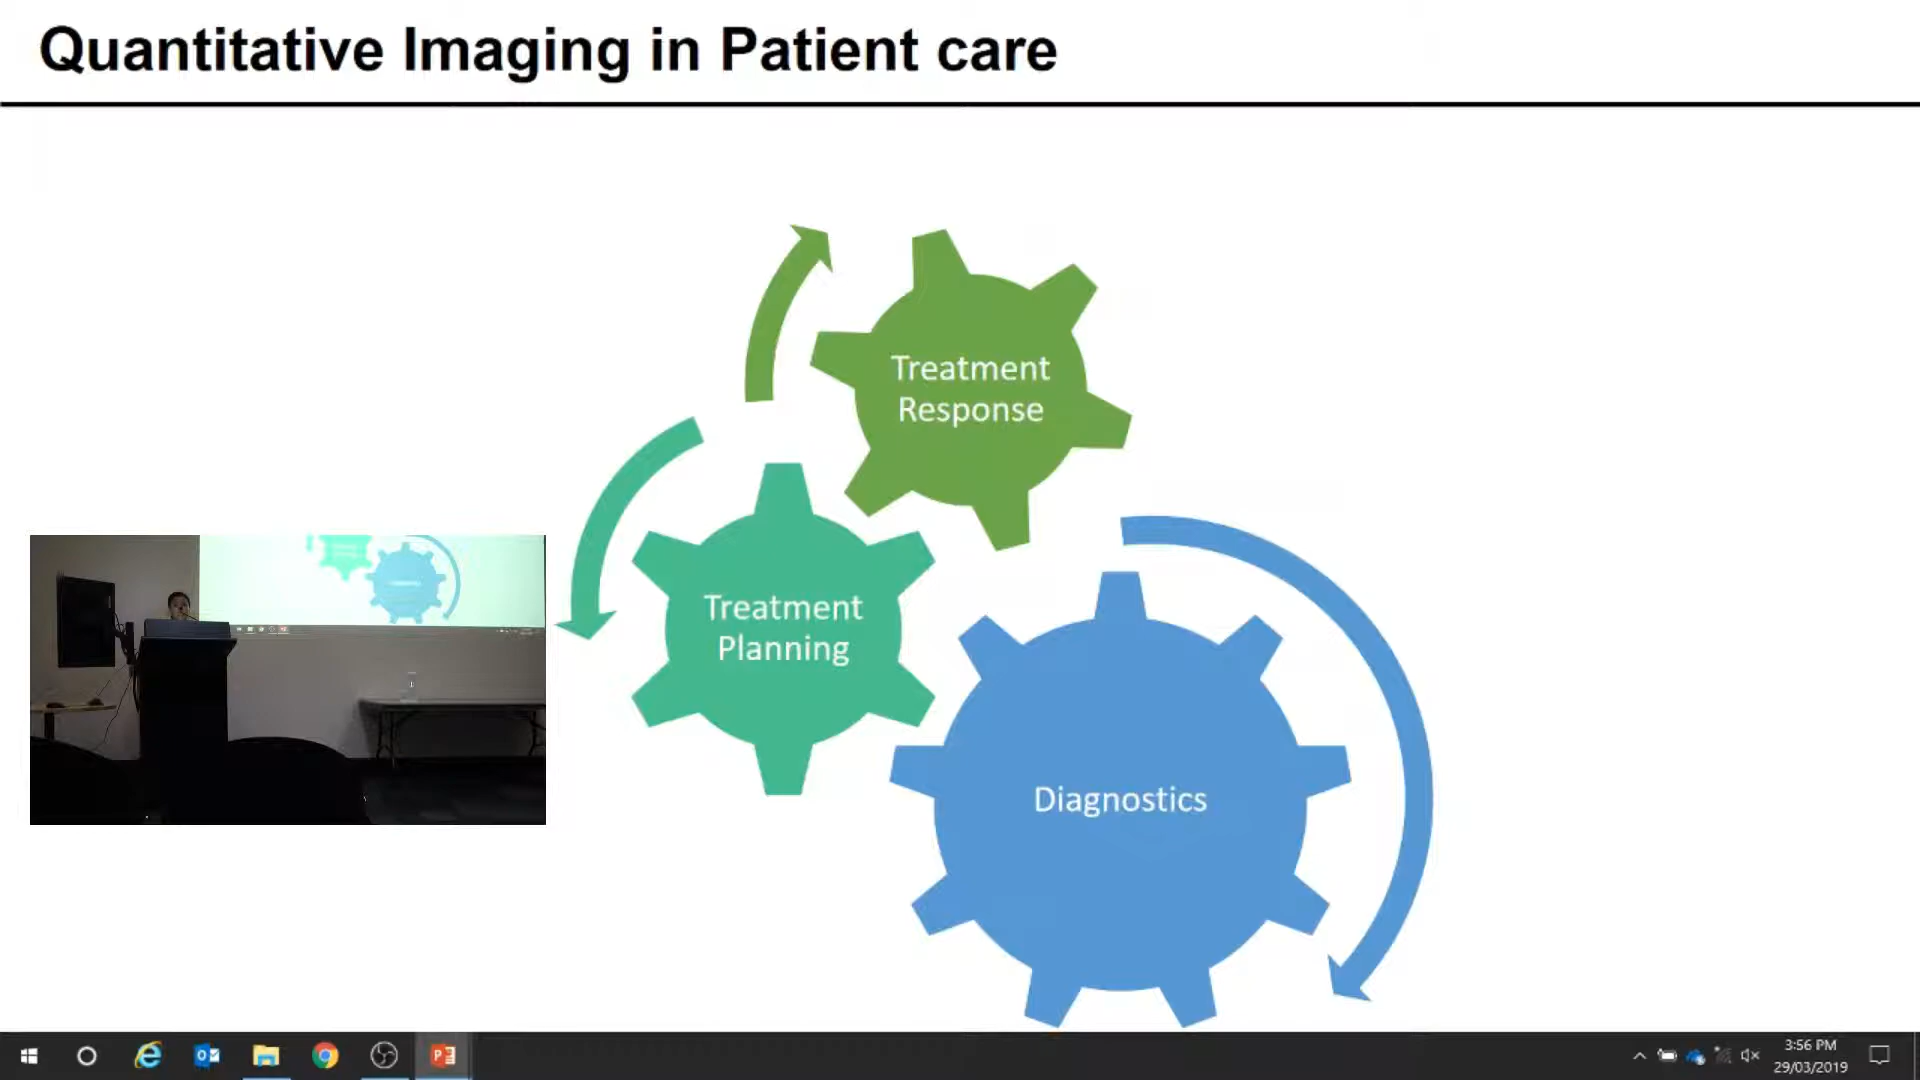 Quantitative Imaging in Patient care
Treatment
Response
Treatment
Planning
Diagnostics
3:56 PM
29/03/2019